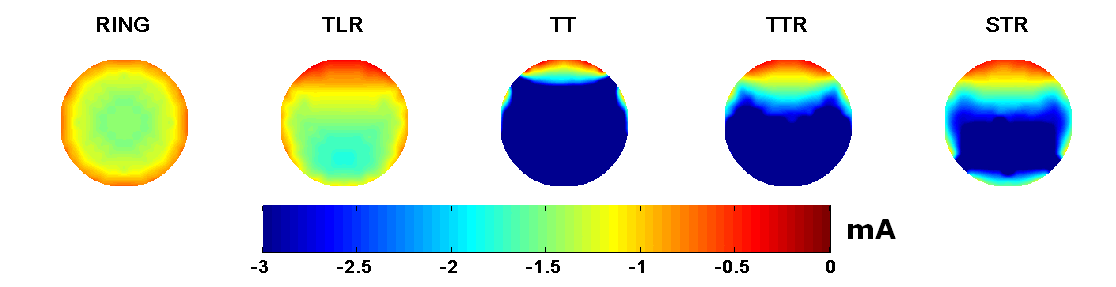 RING TLR TT TTR STR
mA
-3 -2.5 -2 -1.5 -1 -0.5 0